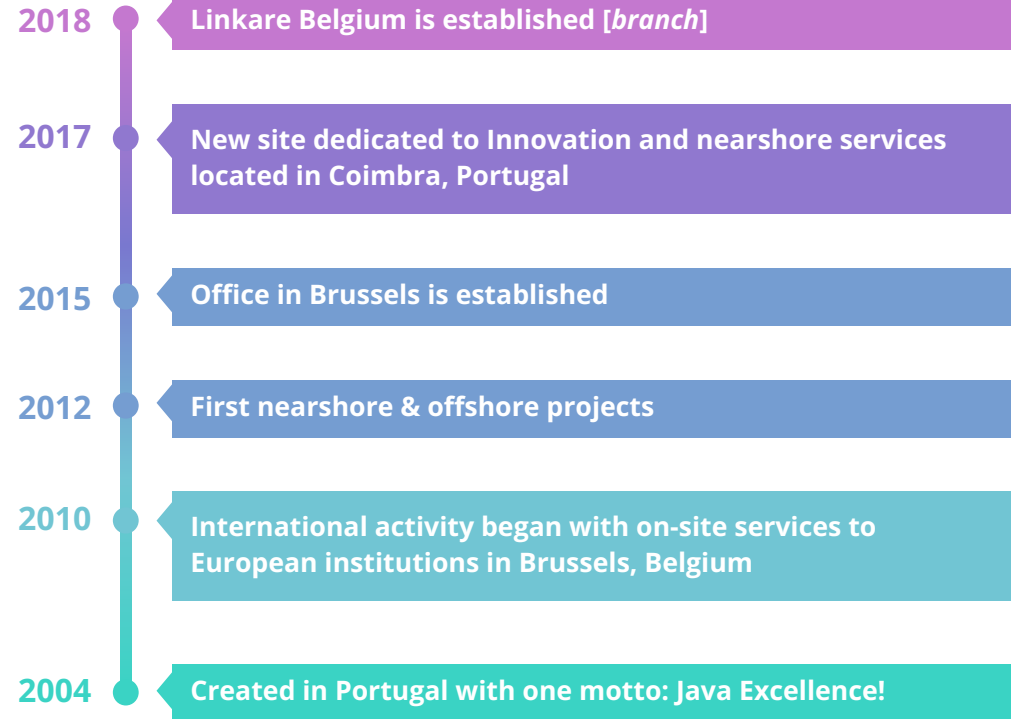 2018
Linkare Belgium is established [branch]
2017
New site dedicated to Innovation and nearshore services
located in Coimbra, Portugal
2015
Office in Brussels is established
2012
First nearshore & offshore projects
2010
International activity began with on-site services to
European institutions in Brussels, Belgium
2004
Created in Portugal with one motto: Java Excellence!